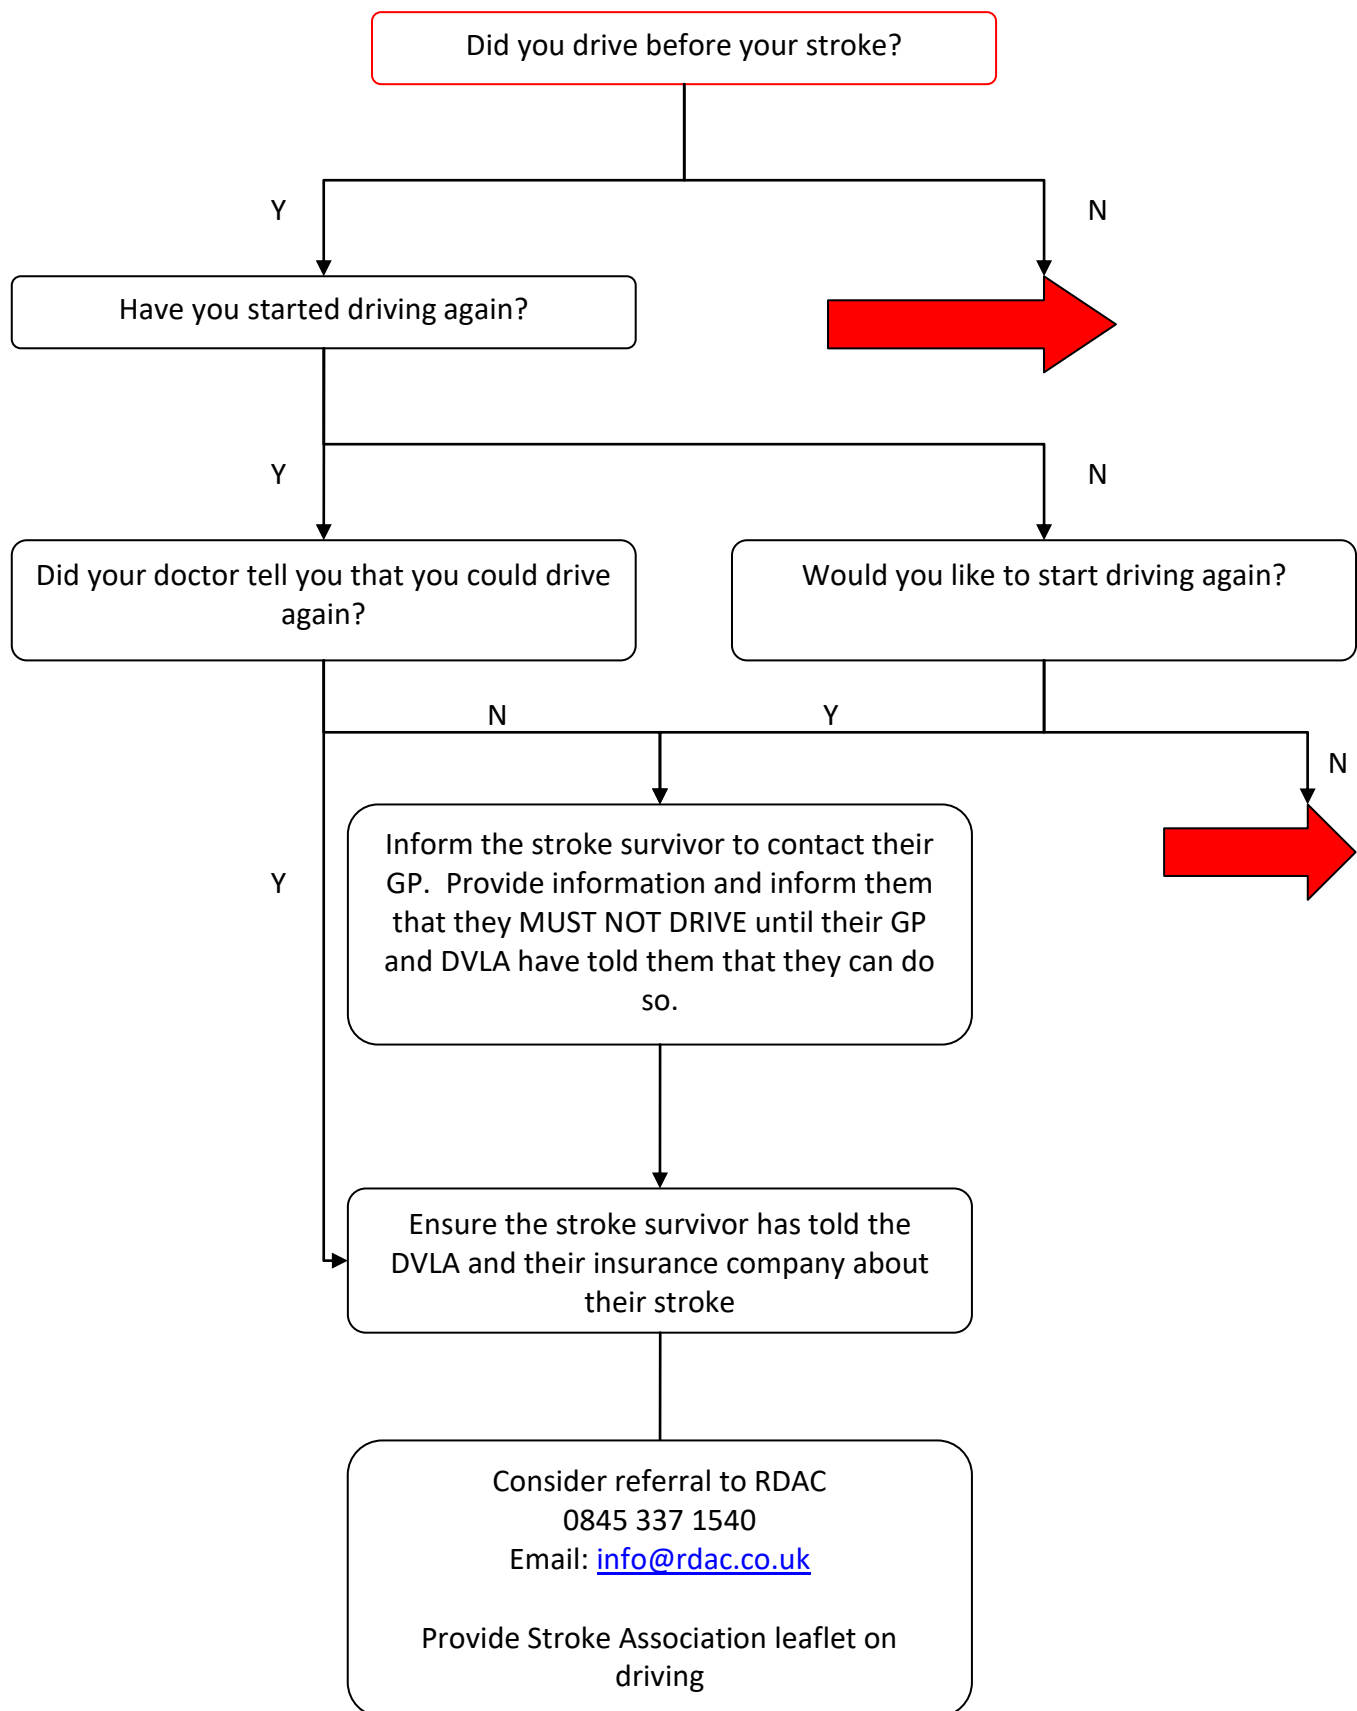 Did you drive before your stroke?
Y
N
Have you started driving again?
Y
N
Did your doctor tell you that you could drive
again?
Would you like to start driving again?
N
Y
N
Y
Inform the stroke survivor to contact their
GP.  Provide information and inform them
that they MUST NOT DRIVE until their GP
and DVLA have told them that they can do
so.
Ensure the stroke survivor has told the
DVLA and their insurance company about
their stroke
Consider referral to RDAC
0845 337 1540
Email: info@rdac.co.uk
Provide Stroke Association leaflet on
driving